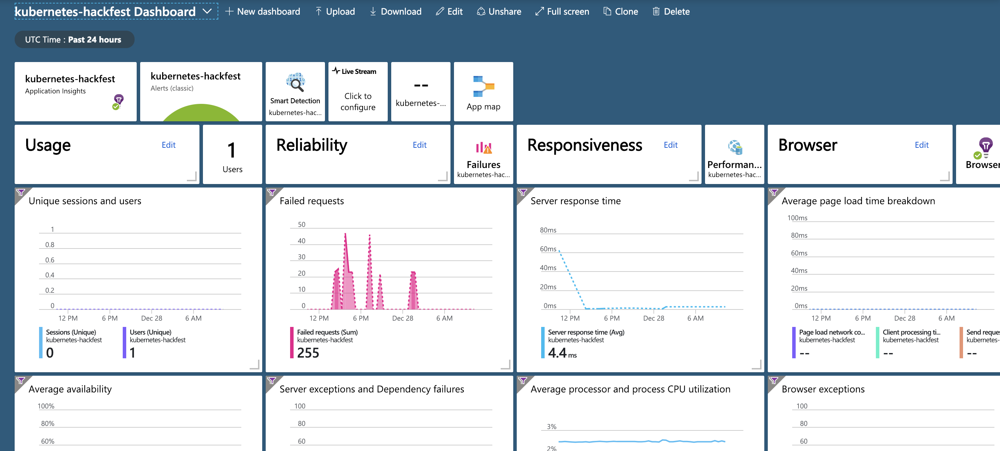 kubernetes-hackfest Dashboard
New dashboard
Upload
Download
Edit
Unshare
Full screen
Clone
Delete
UTC Time : Past 24 hours
kubernetes-hackfest
Application Insights
kubernetes-hackfest
Alerts (classic)
Smart Detection
kubernetes-hac...
Live Stream
Click to
configure
--
kubernetes-...
App map
Usage
Edit
1
Users
Reliability
Edit
Failures
kubernetes-hac...
Responsiveness
Edit
Performan...
kubernetes-hac...
Browser
Edit
Browser
Unique sessions and users
1
0.8
0.6
0.4
0.2
0
12 PM
6 PM
Dec 28
6 AM
Sessions (Unique)
kubernetes-hackfest
0
Users (Unique)
kubernetes-hackfest
1
Failed requests
50
40
30
20
10
0
12 PM
6 PM
Dec 28
6 AM
Failed requests (Sum)
kubernetes-hackfest
255
Server response time
80ms
60ms
40ms
20ms
0ms
12 PM
6 PM
Dec 28
6 AM
Server response time (Avg)
kubernetes-hackfest
4.4 ms
Average page load time breakdown
100ms
80ms
60ms
40ms
20ms
0ms
12 PM
6 PM
Dec 28
6 AM
Page load network co...
kubernetes-hackfest
--
Client processing ti...
kubernetes-hackfest
--
Send reques
kubernetes-
--
Average availability
100%
80%
60%
Server exceptions and Dependency failures
100
80
60
Average processor and process CPU utilization
3%
2%
Browser exceptions
100
80
60